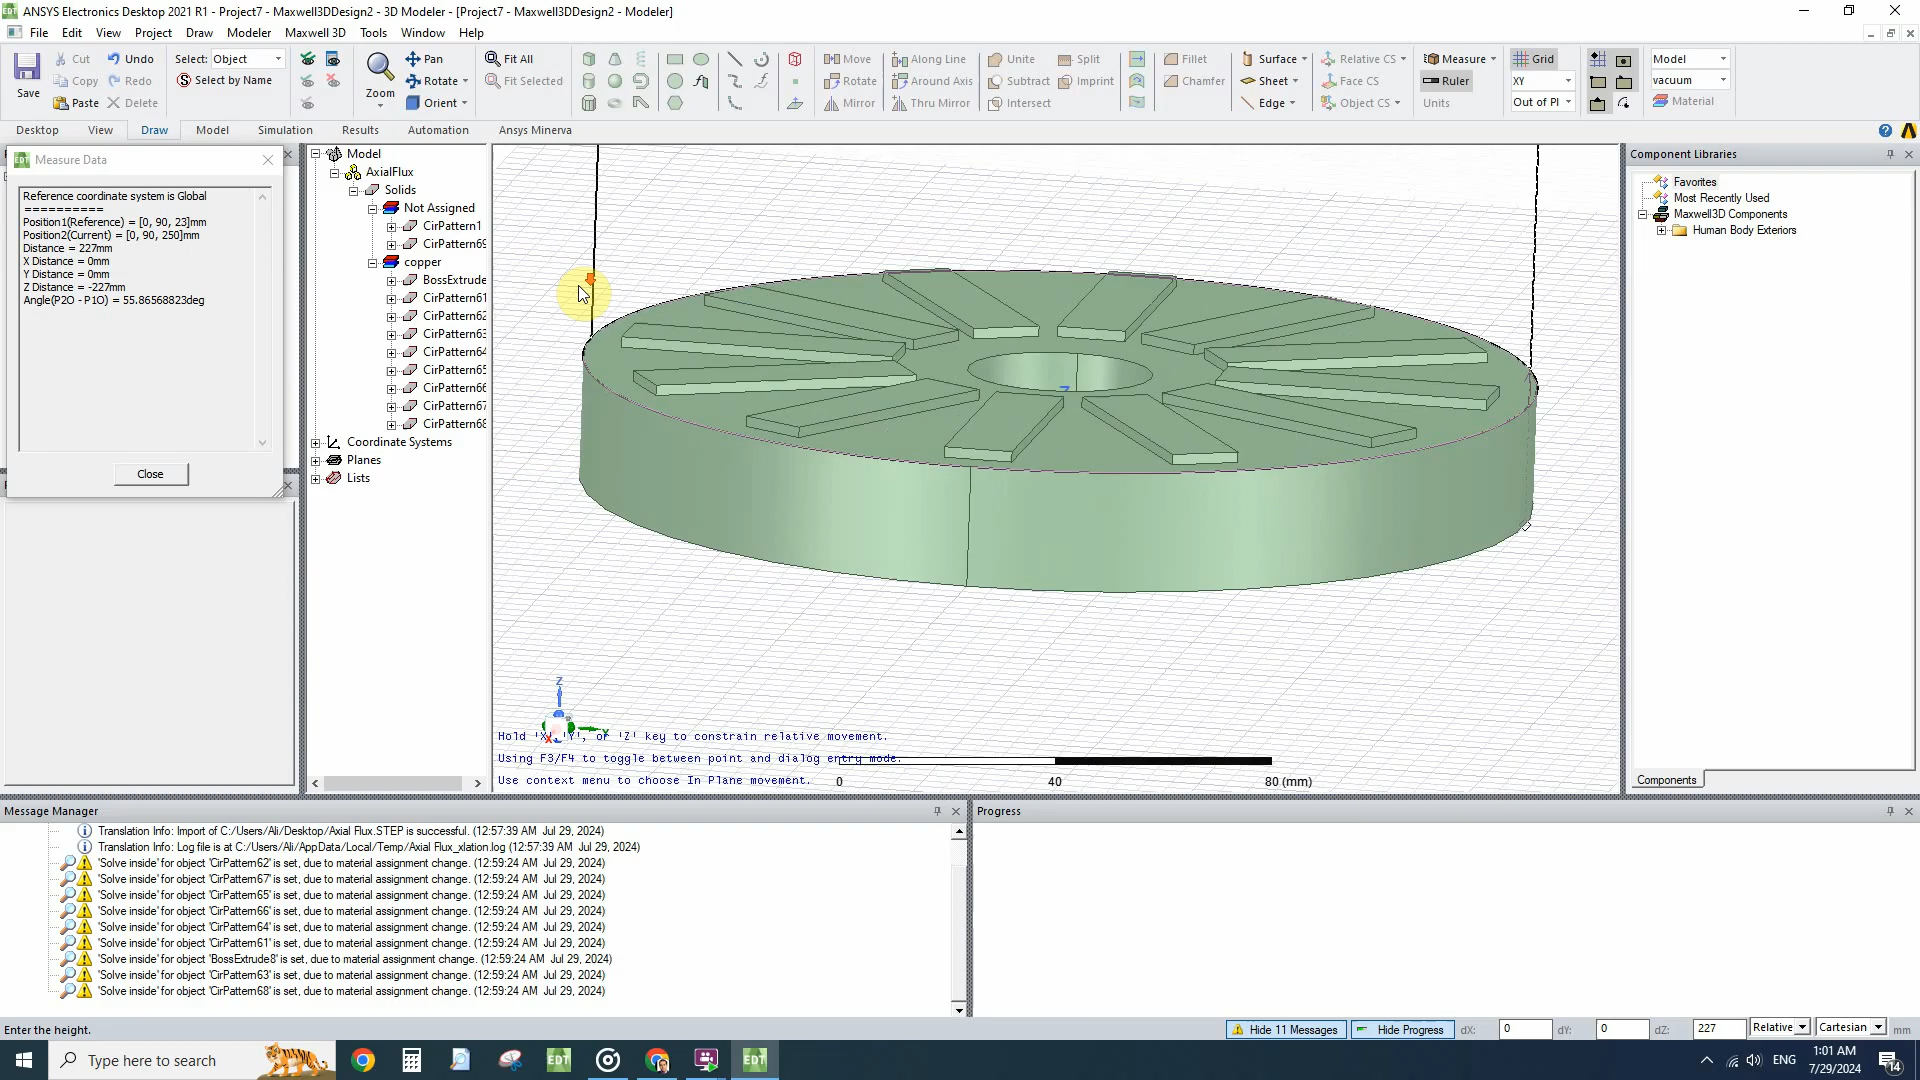 ANSYS Electronics Desktop 2021 R1 - Project7 - Maxwell3DDesign2 - 3D Modeler - [Project7 - Maxwell3DDesign2 - Modeler]
File Edit View Project Draw Modeler Maxwell 3D Tools Window Help
Save Cut Copy Paste Undo Redo Delete
Select: Object Select by Name
Zoom Pan Rotate Orient
Fit All Fit Selected
Move Rotate Mirror
Along Line Around Axis Thru Mirror
Unite Subtract Intersect Split Imprint
Fillet Chamfer
Surface Sheet Edge
Relative CS Face CS Object CS
Measure Ruler Units
Grid XY Out of Pl
Model vacuum Material
Desktop View Draw Model Simulation Results Automation Ansys Minerva
Measure Data
Reference coordinate system is Global
==========
Position1(Reference) = [0, 90, 23]mm
Position2(Current) = [0, 90, 250]mm
Distance = 227mm
X Distance = 0mm
Y Distance = 0mm
Z Distance = -227mm
Angle(P2O - P1O) = 55.86568823deg
Close
Model
AxialFlux
Solids
Not Assigned
CirPattern1
CirPattern69
copper
BossExtrude
CirPattern61
CirPattern62
CirPattern63
CirPattern64
CirPattern65
CirPattern66
CirPattern67
CirPattern68
Coordinate Systems
Planes
Lists
Z
Z
X
Y
Hold 'X', 'Y', or 'Z' key to constrain relative movement.
Using F3/F4 to toggle between point and dialog entry mode.
Use context menu to choose In Plane movement.
0 40 80 (mm)
Component Libraries
Favorites
Most Recently Used
Maxwell3D Components
Human Body Exteriors
Components
Message Manager
Translation Info: Import of C:/Users/Ali/Desktop/Axial Flux.STEP is successful. (12:57:39 AM Jul 29, 2024)
Translation Info: Log file is at C:/Users/Ali/AppData/Local/Temp/Axial Flux_xlation.log (12:57:39 AM Jul 29, 2024)
'Solve inside' for object 'CirPattern62' is set, due to material assignment change. (12:59:24 AM Jul 29, 2024)
'Solve inside' for object 'CirPattern67' is set, due to material assignment change. (12:59:24 AM Jul 29, 2024)
'Solve inside' for object 'CirPattern65' is set, due to material assignment change. (12:59:24 AM Jul 29, 2024)
'Solve inside' for object 'CirPattern66' is set, due to material assignment change. (12:59:24 AM Jul 29, 2024)
'Solve inside' for object 'CirPattern64' is set, due to material assignment change. (12:59:24 AM Jul 29, 2024)
'Solve inside' for object 'CirPattern61' is set, due to material assignment change. (12:59:24 AM Jul 29, 2024)
'Solve inside' for object 'BossExtrude8' is set, due to material assignment change. (12:59:24 AM Jul 29, 2024)
'Solve inside' for object 'CirPattern63' is set, due to material assignment change. (12:59:24 AM Jul 29, 2024)
'Solve inside' for object 'CirPattern68' is set, due to material assignment change. (12:59:24 AM Jul 29, 2024)
Progress
Enter the height.
Hide 11 Messages Hide Progress dX: 0 dY: 0 dZ: 227 Relative Cartesian mm
Type here to search
ENG
1:01 AM
7/29/2024
14